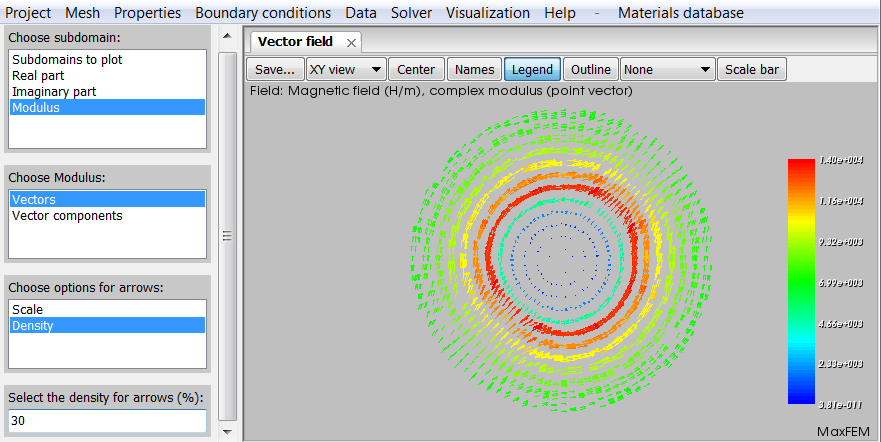 Project Mesh Properties Boundary conditions Data Solver Visualization Help - Materials database
Choose subdomain:
Subdomains to plot
Real part
Imaginary part
Modulus
Choose Modulus:
Vectors
Vector components
Choose options for arrows:
Scale
Density
Select the density for arrows (%):
30
Vector field
Save... XY view Center Names Legend Outline None Scale bar
Field: Magnetic field (H/m), complex modulus (point vector)
1.40e+004
1.16e+004
9.32e+003
6.99e+003
4.66e+003
2.33e+003
3.81e-011
MaxFEM